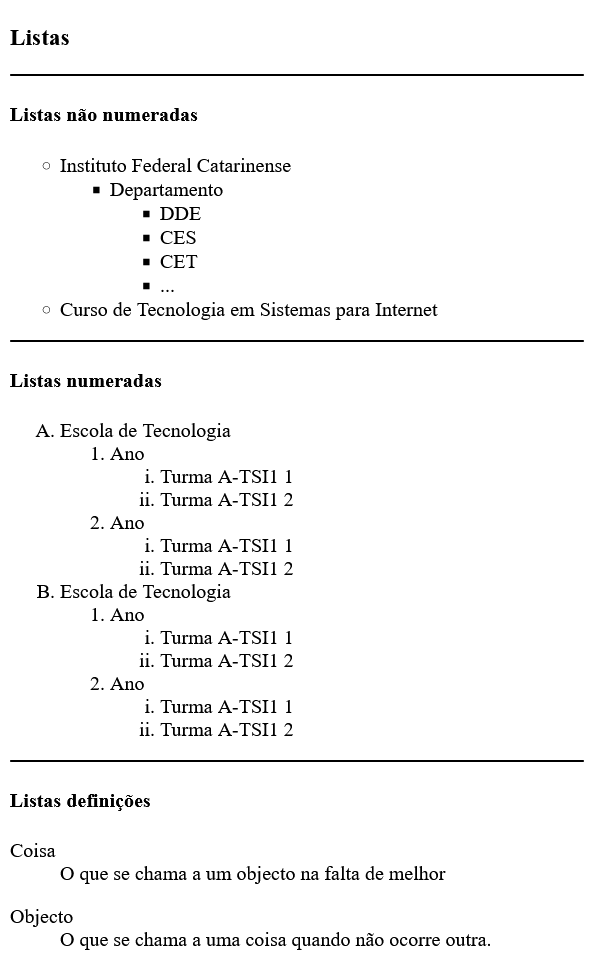 Listas
Listas não numeradas
Instituto Federal Catarinense
Departamento
DDE
CES
CET
...
Curso de Tecnologia em Sistemas para Internet
Listas numeradas
A. Escola de Tecnologia
1. Ano
i. Turma A-TSI1 1
ii. Turma A-TSI1 2
2. Ano
i. Turma A-TSI1 1
ii. Turma A-TSI1 2
B. Escola de Tecnologia
1. Ano
i. Turma A-TSI1 1
ii. Turma A-TSI1 2
2. Ano
i. Turma A-TSI1 1
ii. Turma A-TSI1 2
Listas definições
Coisa
O que se chama a um objecto na falta de melhor
Objecto
O que se chama a uma coisa quando não ocorre outra.